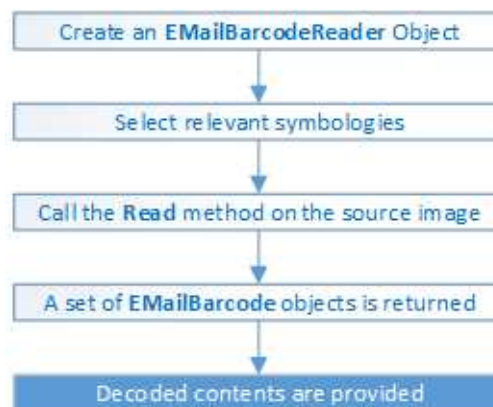 Create an EMailBarcodeReader Object
Select relevant symbologies
Call the Read method on the source image
A set of EMailBarcode objects is returned
Decoded contents are provided